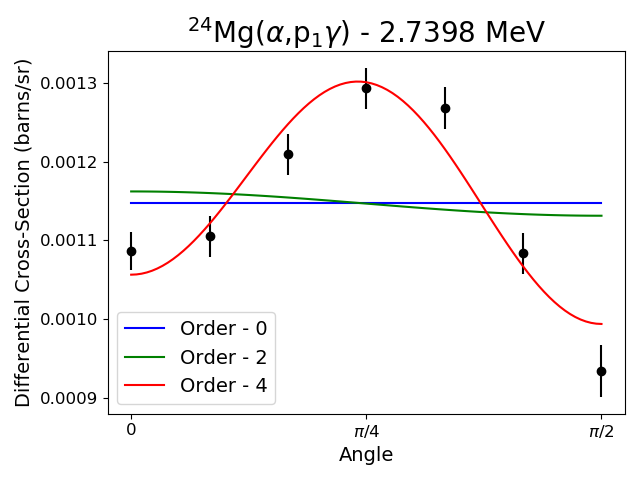 ²⁴Mg(α,p₁γ) - 2.7398 MeV
Differential Cross-Section (barns/sr)
0.0013
0.0012
0.0011
0.0010
0.0009
Order - 0
Order - 2
Order - 4
0
π/4
π/2
Angle